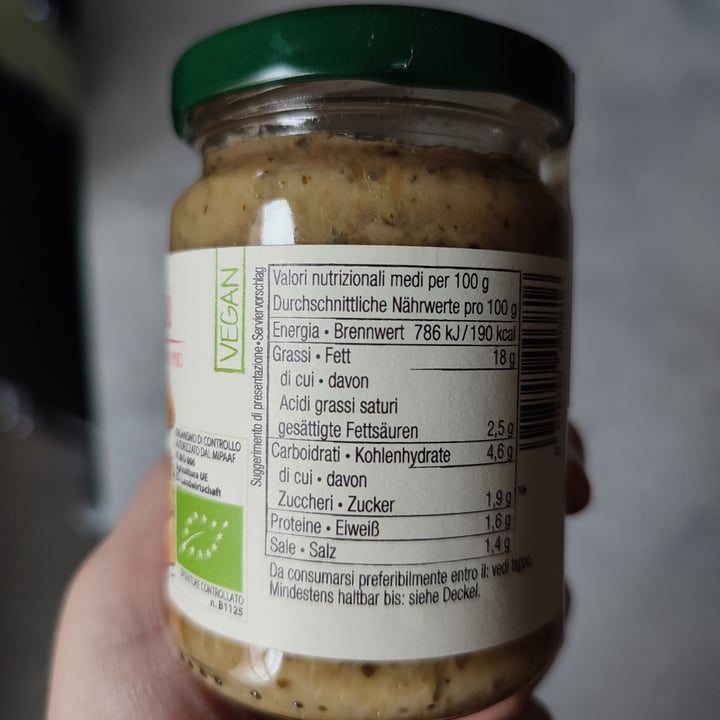 VEGAN
Suggerimento di presentazione • Serviervorschlag
Valori nutrizionali medi per 100 g
Durchschnittliche Nährwerte pro 100 g
Energia • Brennwert 786 kJ/190 kcal
Grassi • Fett 18 g
di cui • davon
Acidi grassi saturi
gesättigte Fettsäuren 2,5 g
Carboidrati • Kohlenhydrate 4,6 g
di cui • davon
Zuccheri • Zucker 1,9 g
Proteine • Eiweiß 1,6 g
Sale • Salz 1,4 g
Da consumarsi preferibilmente entro il: vedi tappo.
Mindestens haltbar bis: siehe Deckel.
ORGANISMO DI CONTROLLO
AUTORIZZATO DAL MIPAAF
Agricoltura UE
Landwirtschaft
CONTROLLATO
n. B1125